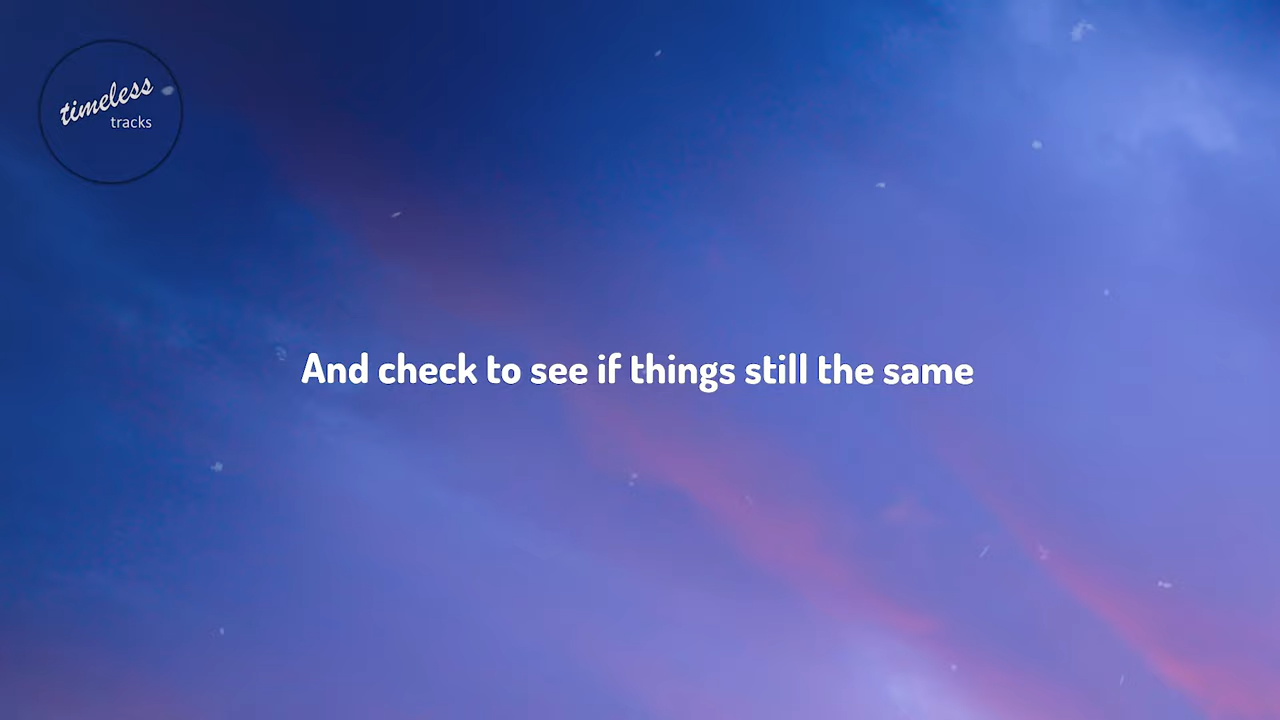 timeless
tracks
And check to see if things still the same